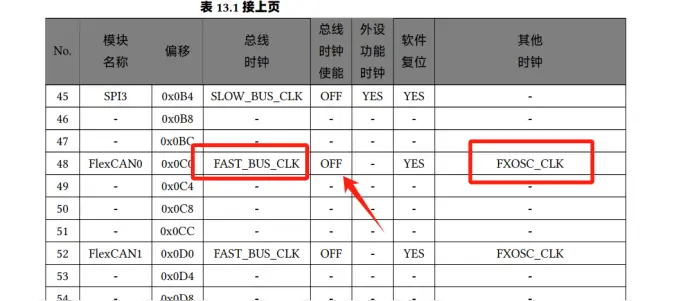 表 13.1 接上页
No. 模块名称 偏移 总线时钟 总线时钟使能 外设功能时钟 软件复位 其他时钟
45 SPI3 0x0B4 SLOW_BUS_CLK OFF YES YES -
46 - 0x0B8 - - - - -
47 - 0x0BC - - - - -
48 FlexCAN0 0x0C0 FAST_BUS_CLK OFF - YES FXOSC_CLK
49 - 0x0C4 - - - - -
50 - 0x0C8 - - - - -
51 - 0x0CC - - - - -
52 FlexCAN1 0x0D0 FAST_BUS_CLK OFF - YES FXOSC_CLK
53 - 0x0D4 - - - - -
54 - 0x0D8 - - - - -